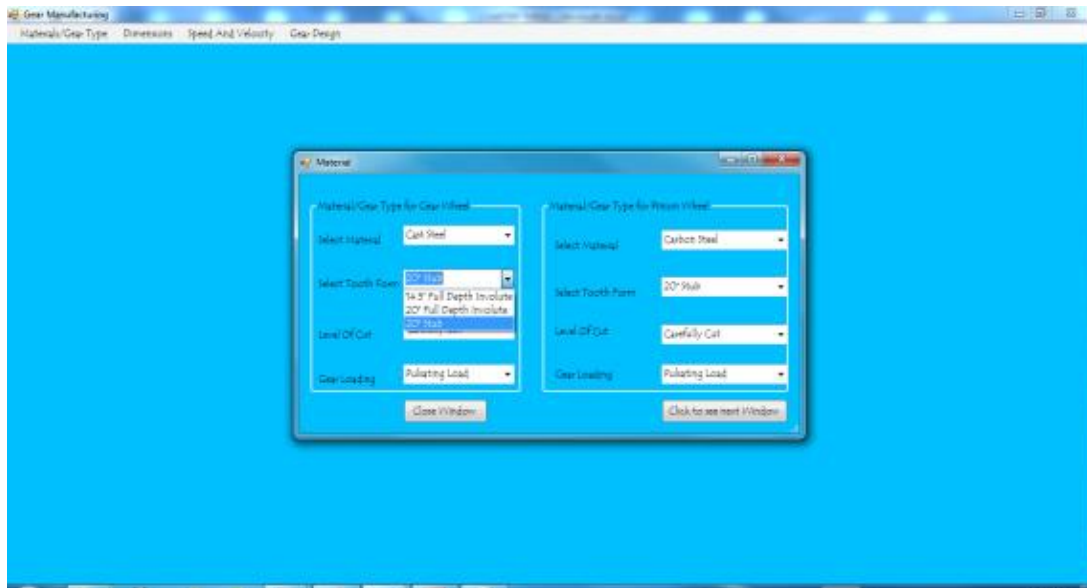 Gear Manufacturing
Materials/Gear Type Dimensions Speed And Velocity Gear Design
Material
Material/Gear Type for Gear Wheel
Select Material Cast Steel
Select Tooth Form 20° Stub
14.5° Full Depth Involute
20° Full Depth Involute
20° Stub
Level Of Cut
Gear Loading Pulsating Load
Close Window
Material/Gear Type for Pinion Wheel
Select Material Carbon Steel
Select Tooth Form 20° Stub
Level Of Cut Carefully Cut
Gear Loading Pulsating Load
Click to see next Window